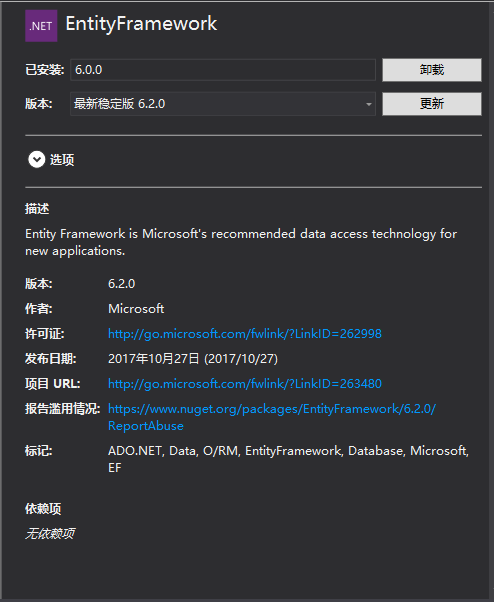 .NET EntityFramework
已安装: 6.0.0 卸载
版本: 最新稳定版 6.2.0 更新
选项
描述
Entity Framework is Microsoft's recommended data access technology for
new applications.
版本: 6.2.0
作者: Microsoft
许可证: http://go.microsoft.com/fwlink/?LinkID=262998
发布日期: 2017年10月27日 (2017/10/27)
项目 URL: http://go.microsoft.com/fwlink/?LinkID=263480
报告滥用情况: https://www.nuget.org/packages/EntityFramework/6.2.0/
ReportAbuse
标记: ADO.NET, Data, O/RM, EntityFramework, Database, Microsoft,
EF
依赖项
无依赖项